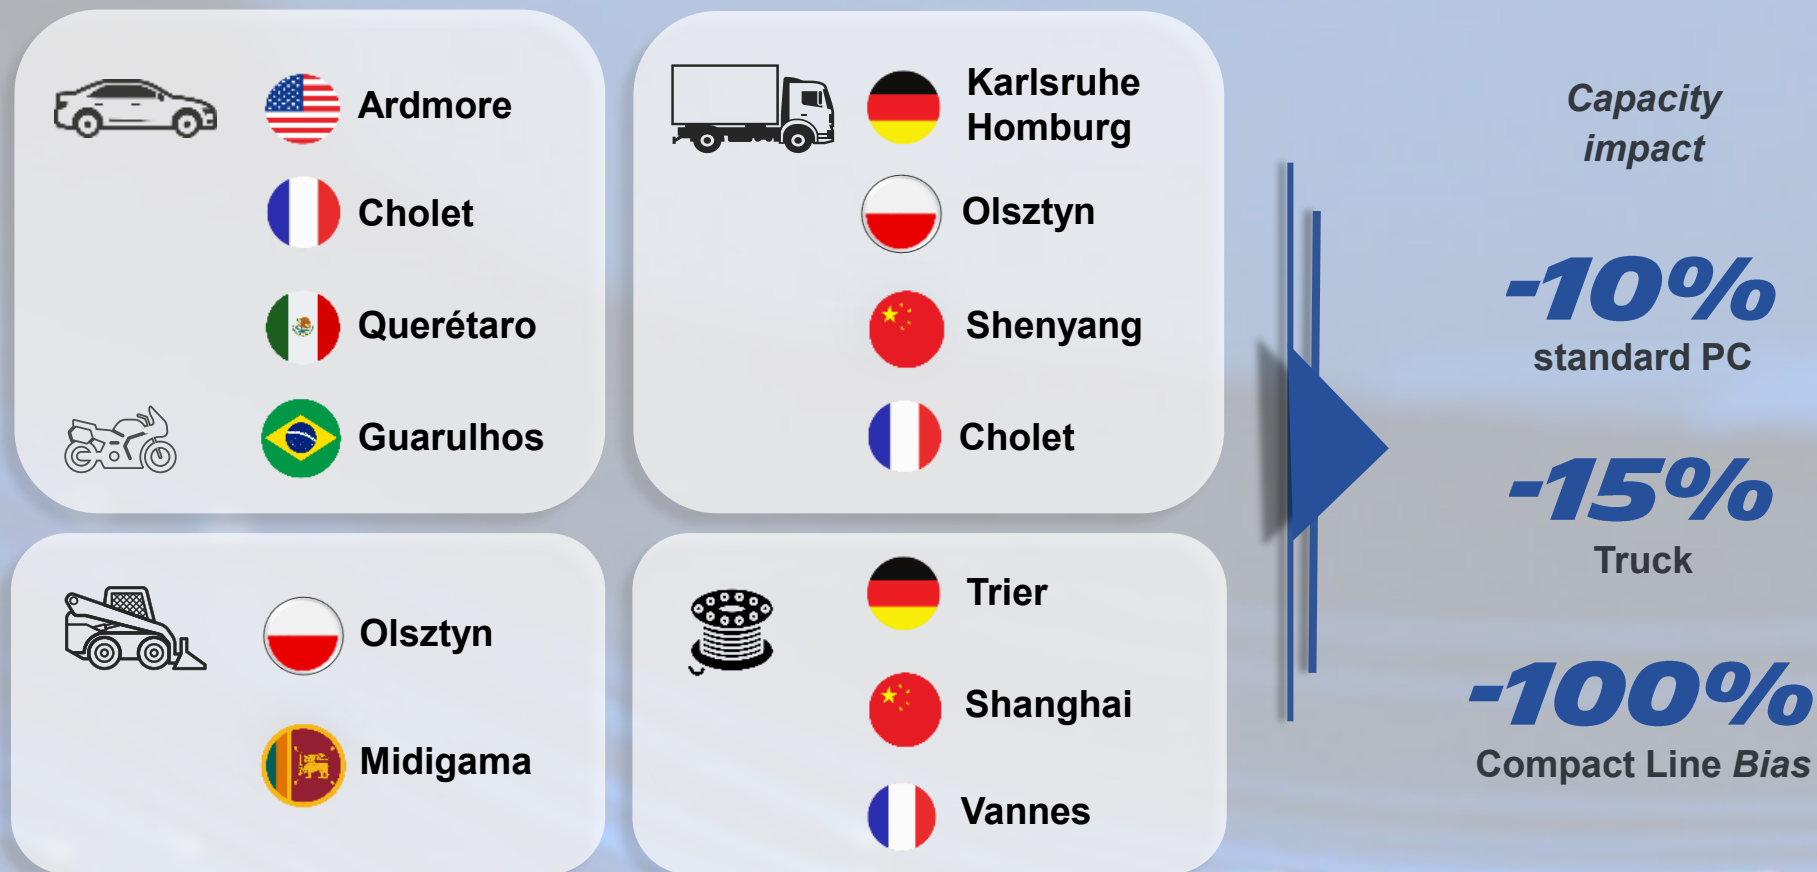 Ardmore
Cholet
Querétaro
Guarulhos
Karlsruhe
Homburg
Olsztyn
Shenyang
Cholet
Olsztyn
Midigama
Trier
Shanghai
Vannes
Capacity
impact
-10%
standard PC
-15%
Truck
-100%
Compact Line Bias